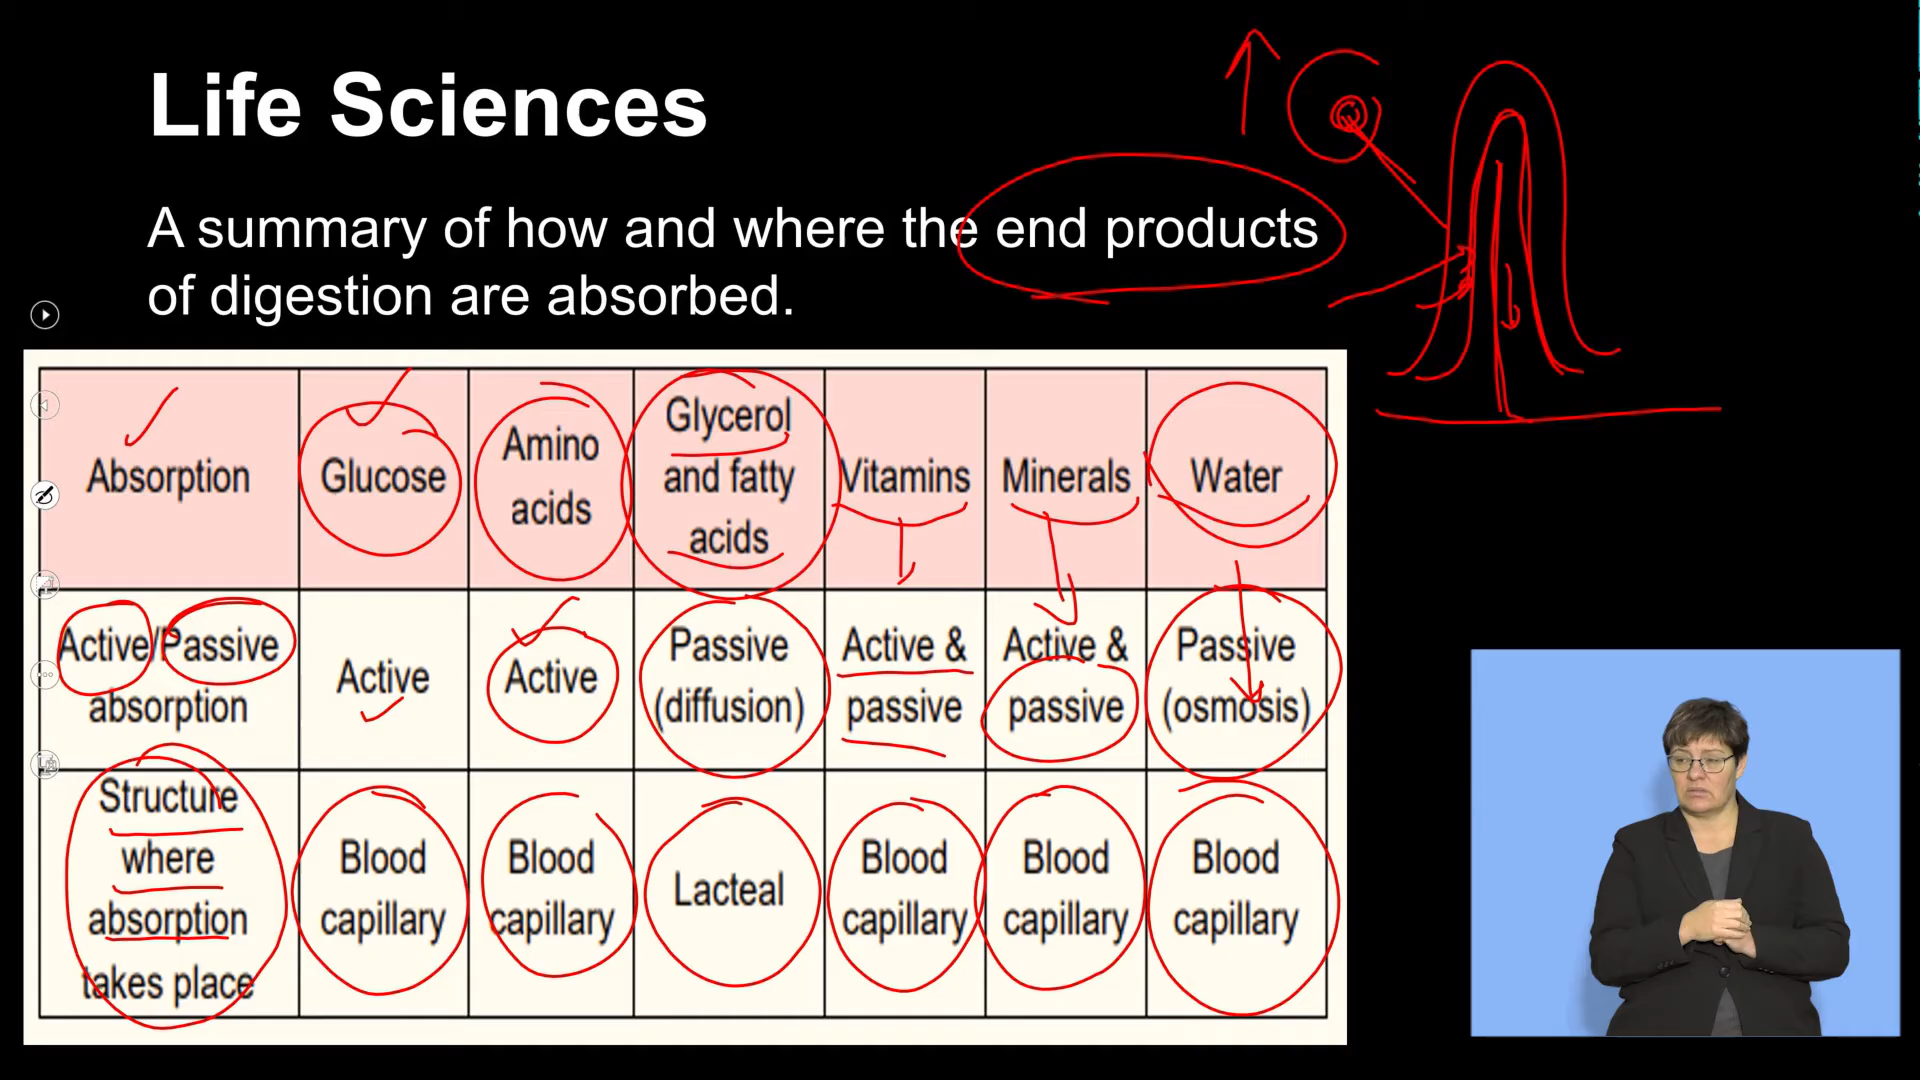 Life Sciences
A summary of how and where the end products
of digestion are absorbed.
Absorption
Glucose
Amino
acids
Glycerol
and fatty
acids
Vitamins
Minerals
Water
Active/Passive
absorption
Active
Active
Passive
(diffusion)
Active &
passive
Active &
passive
Passive
(osmosis)
Structure
where
absorption
takes place
Blood
capillary
Blood
capillary
Lacteal
Blood
capillary
Blood
capillary
Blood
capillary